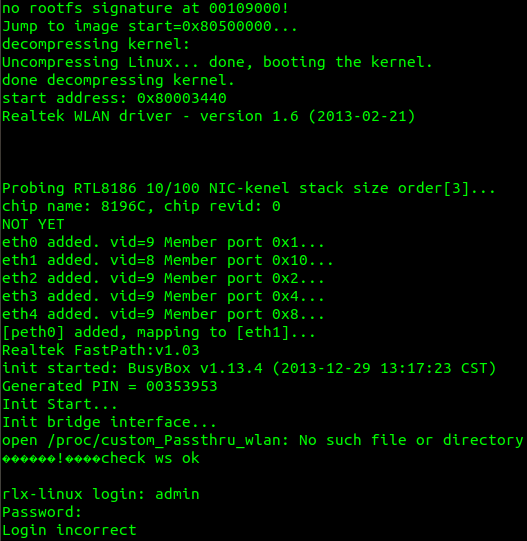 no rootfs signature at 00109000!
Jump to image start=0x80500000...
decompressing kernel:
Uncompressing Linux... done, booting the kernel.
done decompressing kernel.
start address: 0x80003440
Realtek WLAN driver - version 1.6 (2013-02-21)
Probing RTL8186 10/100 NIC-kenel stack size order[3]...
chip name: 8196C, chip revid: 0
NOT YET
eth0 added. vid=9 Member port 0x1...
eth1 added. vid=8 Member port 0x10...
eth2 added. vid=9 Member port 0x2...
eth3 added. vid=9 Member port 0x4...
eth4 added. vid=9 Member port 0x8...
[peth0] added, mapping to [eth1]...
Realtek FastPath:v1.03
init started: BusyBox v1.13.4 (2013-12-29 13:17:23 CST)
Generated PIN = 00353953
Init Start...
Init bridge interface...
open /proc/custom_Passthru_wlan: No such file or directory
������!����check ws ok
rlx-linux login: admin
Password:
Login incorrect